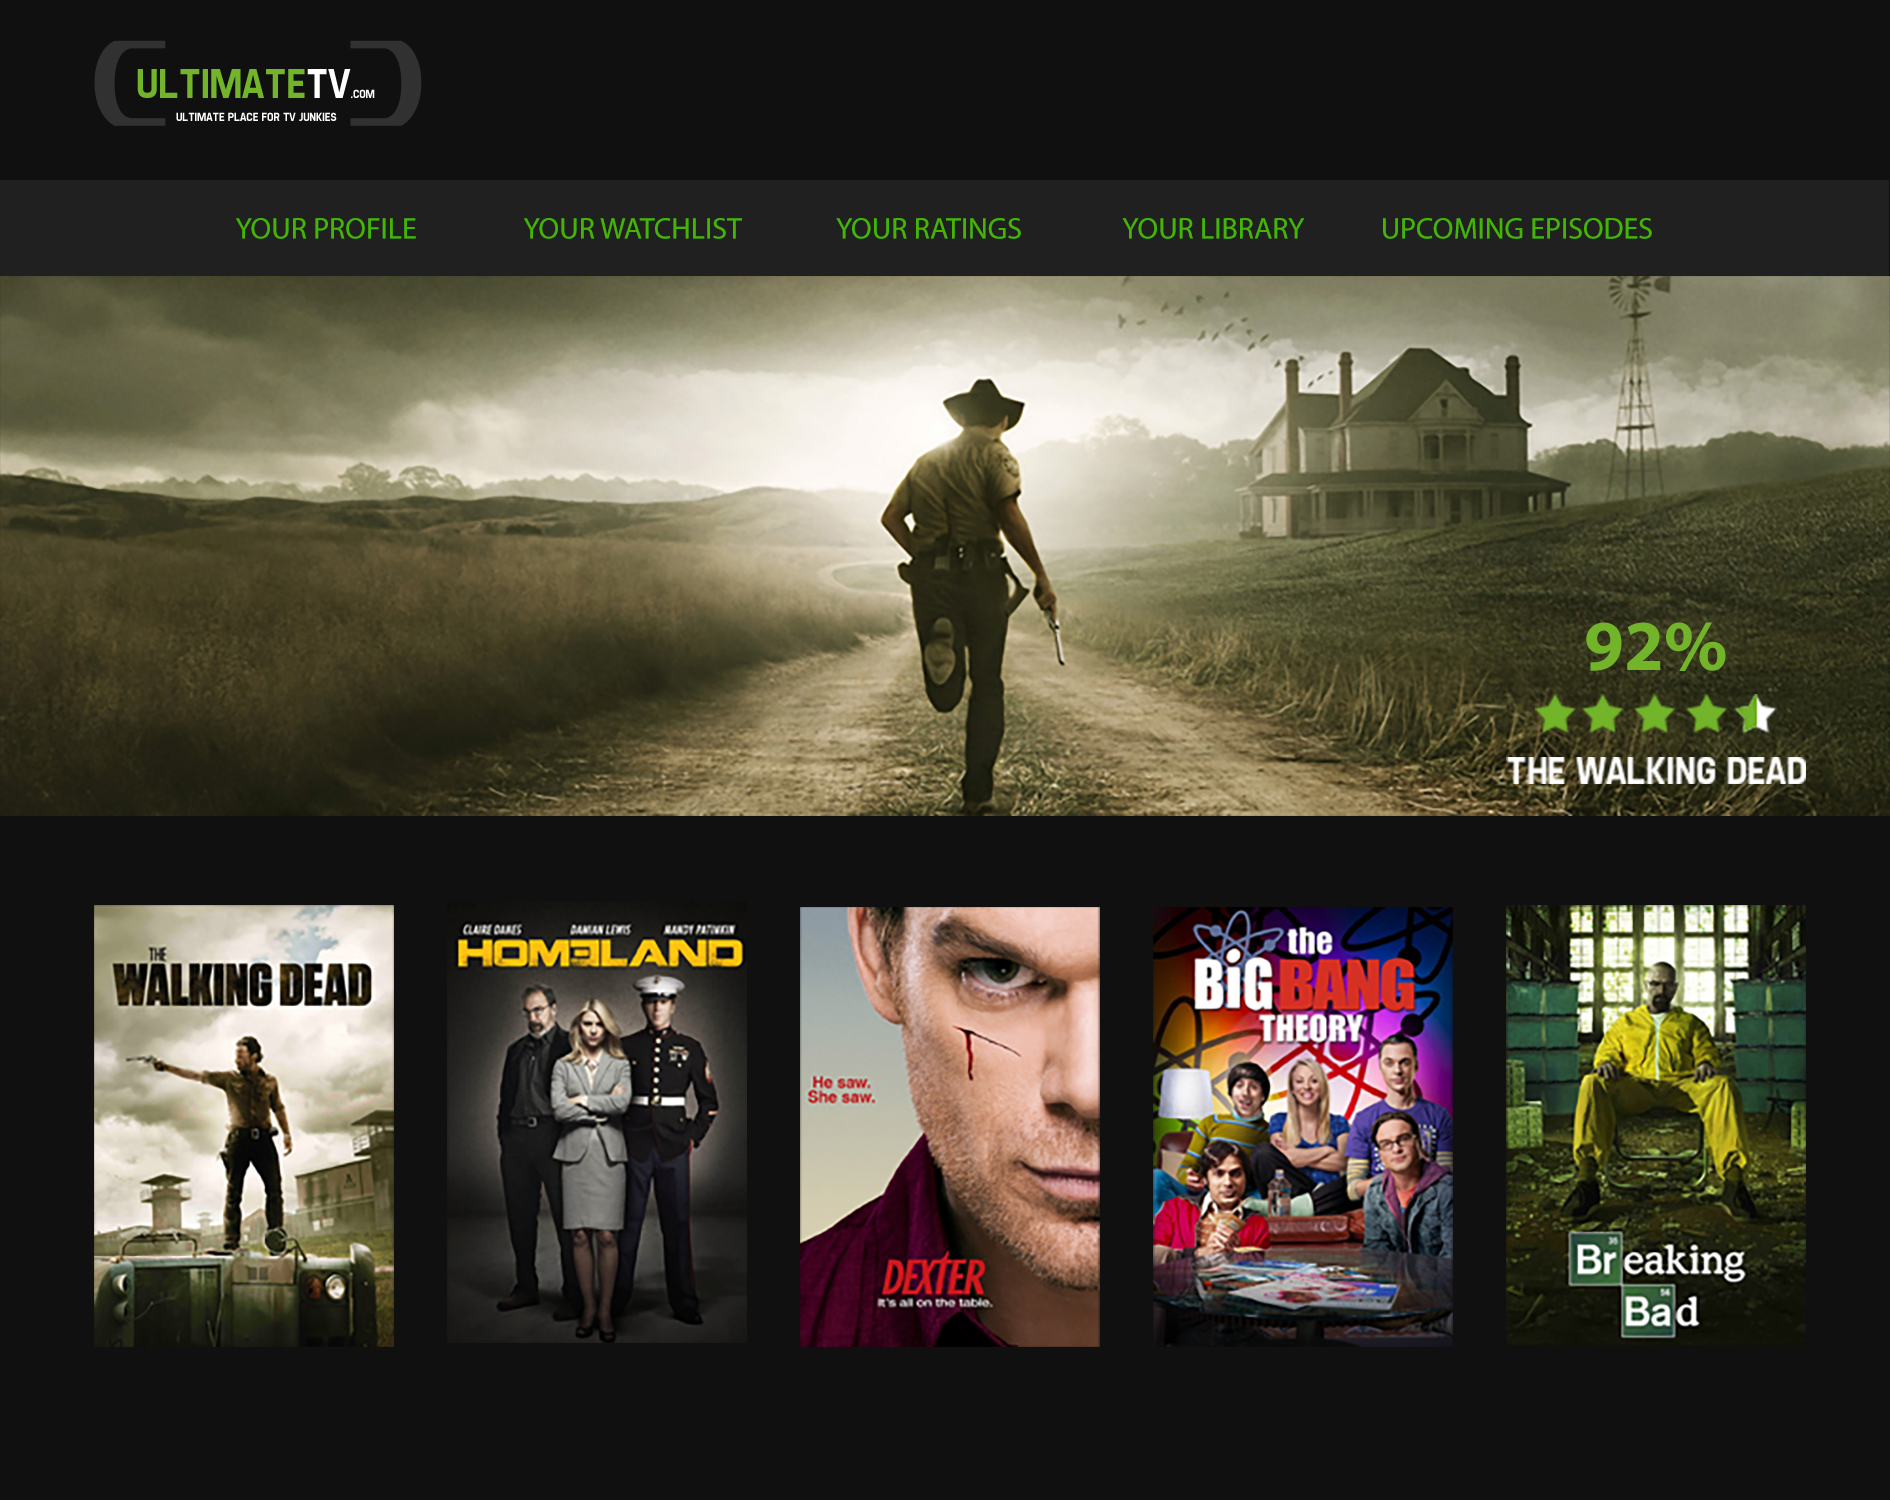 ULTIMATETV.COM
ULTIMATE PLACE FOR TV JUNKIES
YOUR PROFILE
YOUR WATCHLIST
YOUR RATINGS
YOUR LIBRARY
UPCOMING EPISODES
92%
THE WALKING DEAD
THE
WALKING DEAD
CLAIRE DANES DAMIAN LEWIS MANDY PATINKIN
HOMELAND
He saw.
She saw.
DEXTER
It's all on the table.
the
BiG BANG
THEORY
35
Breaking
56
Bad